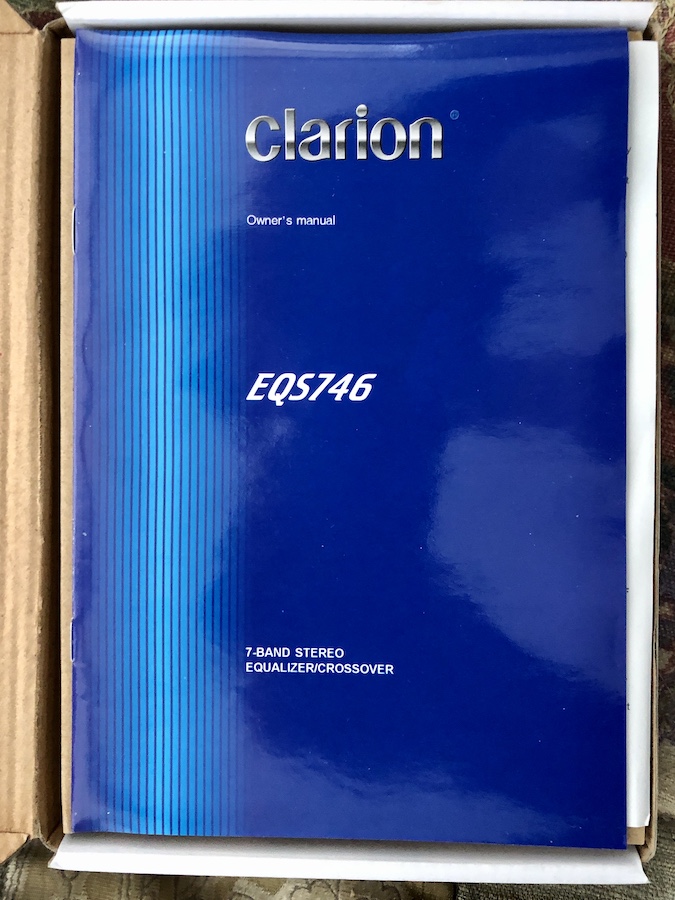 clarion®
Owner's manual
EQS746
7-BAND STEREO
EQUALIZER/CROSSOVER